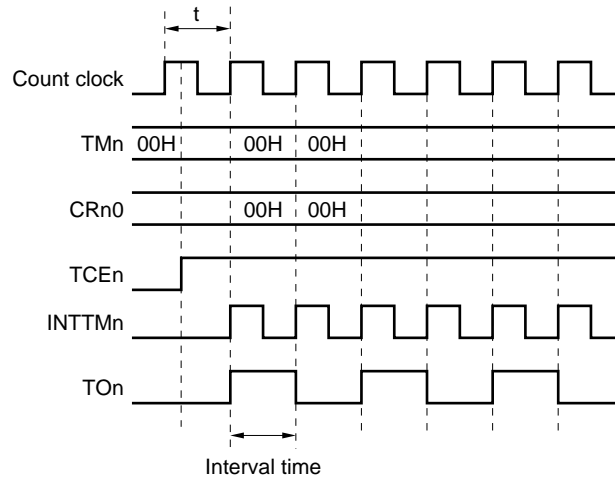 t
Count clock
TMn 00H 00H 00H
CRn0 00H 00H
TCEn
INTTMn
TOn
Interval time